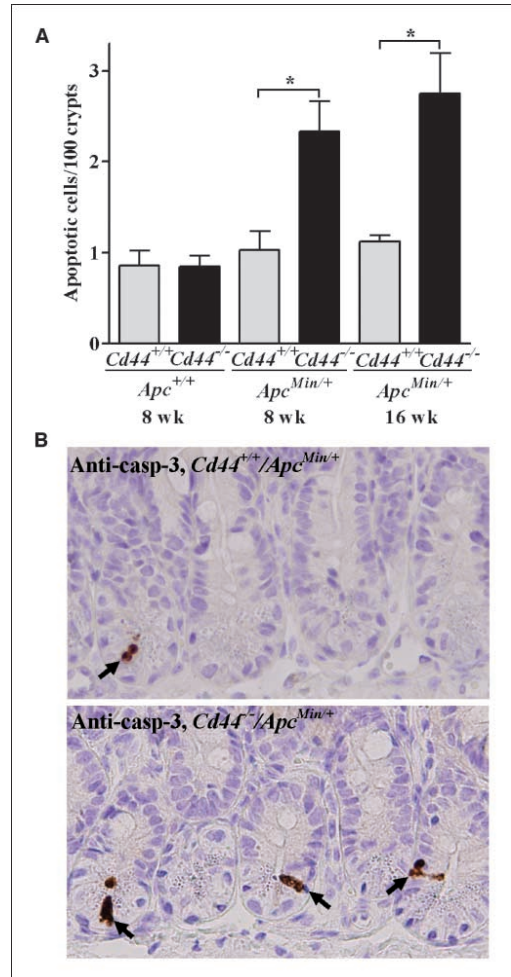 A
Apoptotic cells/100 crypts
3
2
1
0
* *
Cd44+/+ Cd44-/- Cd44+/+ Cd44-/- Cd44+/+ Cd44-/-
Apc+/+ ApcMin/+ ApcMin/+
8 wk 8 wk 16 wk
B
Anti-casp-3, Cd44+/+/ApcMin/+
Anti-casp-3, Cd44-/-/ApcMin/+